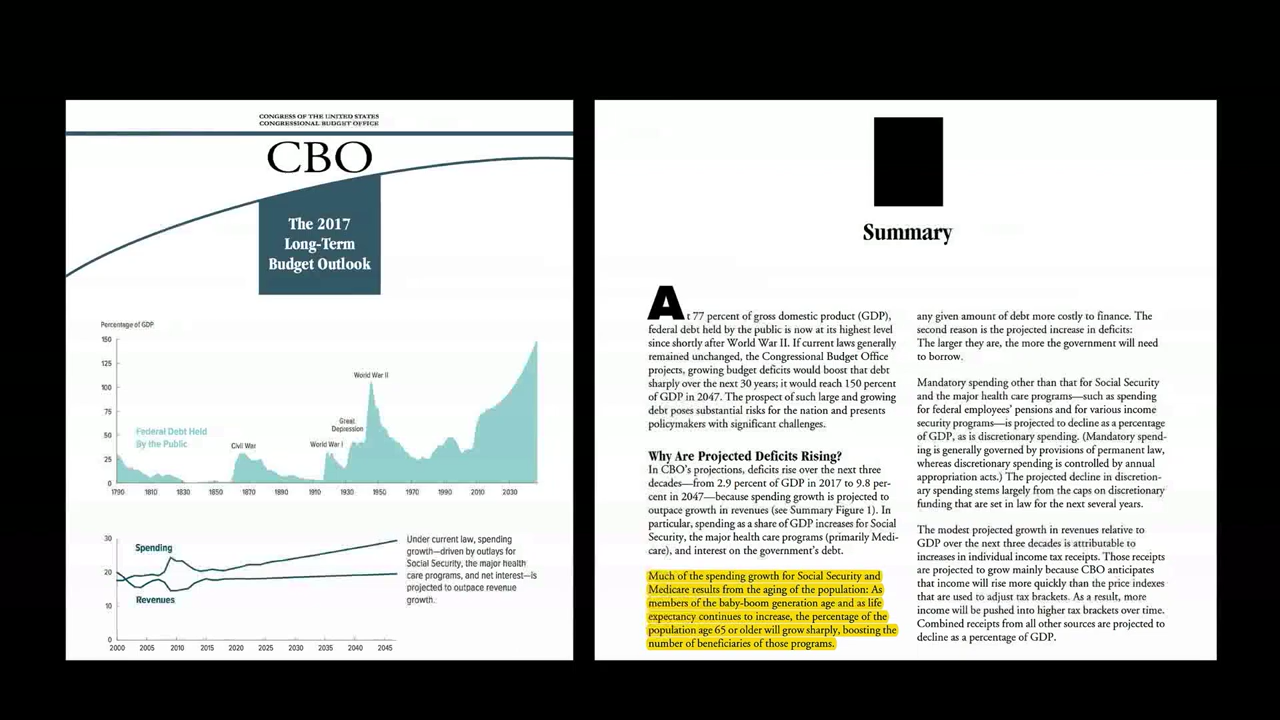 CONGRESS OF THE UNITED STATES
CONGRESSIONAL BUDGET OFFICE
CBO
The 2017
Long-Term
Budget Outlook
Percentage of GDP
150
125
100
75
50
25
0
World War II
Great
Depression
World War I
Civil War
Federal Debt Held
By the Public
1790 1810 1830 1850 1870 1890 1910 1930 1950 1970 1990 2010 2030
30
20
10
0
Spending
Revenues
2000 2005 2010 2015 2020 2025 2030 2035 2040 2045
Under current law, spending
growth—driven by outlays for
Social Security, the major health
care programs, and net interest—is
projected to outpace revenue
growth.
Summary
At 77 percent of gross domestic product (GDP),
federal debt held by the public is now at its highest level
since shortly after World War II. If current laws generally
remained unchanged, the Congressional Budget Office
projects, growing budget deficits would boost that debt
sharply over the next 30 years; it would reach 150 percent
of GDP in 2047. The prospect of such large and growing
debt poses substantial risks for the nation and presents
policymakers with significant challenges.
Why Are Projected Deficits Rising?
In CBO's projections, deficits rise over the next three
decades—from 2.9 percent of GDP in 2017 to 9.8 per-
cent in 2047—because spending growth is projected to
outpace growth in revenues (see Summary Figure 1). In
particular, spending as a share of GDP increases for Social
Security, the major health care programs (primarily Medi-
care), and interest on the government's debt.
Much of the spending growth for Social Security and
Medicare results from the aging of the population: As
members of the baby-boom generation age and as life
expectancy continues to increase, the percentage of the
population age 65 or older will grow sharply, boosting the
number of beneficiaries of those programs.
any given amount of debt more costly to finance. The
second reason is the projected increase in deficits:
The larger they are, the more the government will need
to borrow.
Mandatory spending other than that for Social Security
and the major health care programs—such as spending
for federal employees' pensions and for various income
security programs—is projected to decline as a percentage
of GDP, as is discretionary spending. (Mandatory spend-
ing is generally governed by provisions of permanent law,
whereas discretionary spending is controlled by annual
appropriation acts.) The projected decline in discretion-
ary spending stems largely from the caps on discretionary
funding that are set in law for the next several years.
The modest projected growth in revenues relative to
GDP over the next three decades is attributable to
increases in individual income tax receipts. Those receipts
are projected to grow mainly because CBO anticipates
that income will rise more quickly than the price indexes
that are used to adjust tax brackets. As a result, more
income will be pushed into higher tax brackets over time.
Combined receipts from all other sources are projected to
decline as a percentage of GDP.